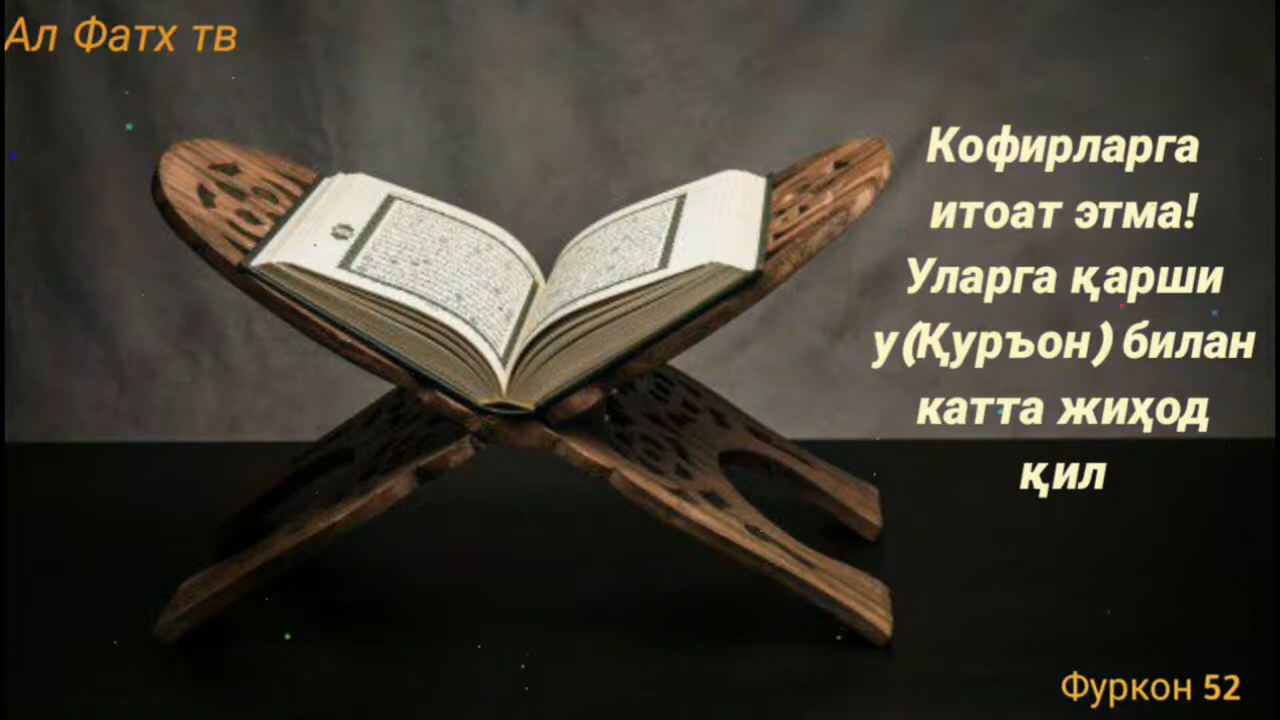 Ал Фатх тв
Кофирларга
итоат этма!
Уларга қарши
у(Қуръон) билан
катта жиҳод
қил
Фуркон 52